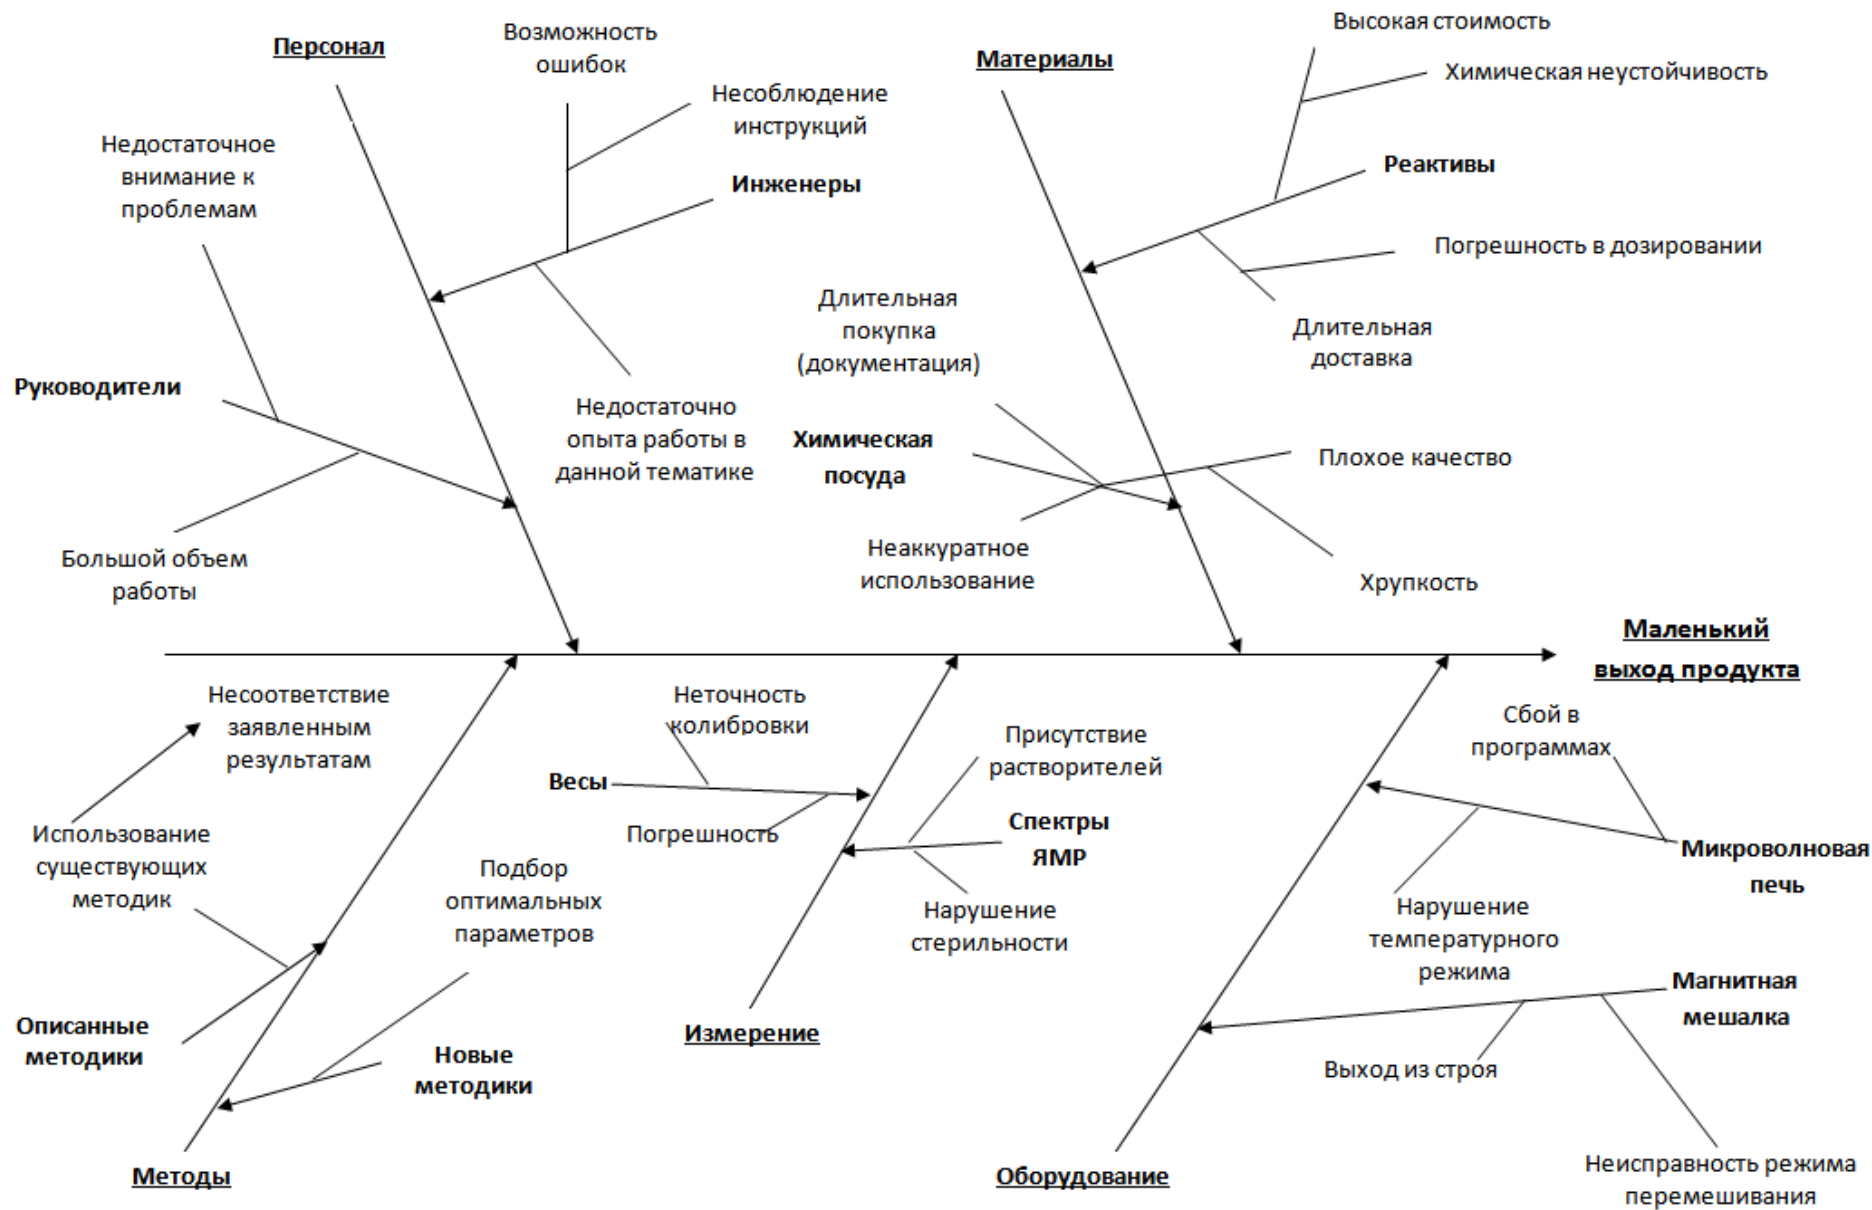 Персонал
Возможность
ошибок
Несоблюдение
инструкций
Инженеры
Недостаточное
внимание к
проблемам
Руководители
Недостаточно
опыта работы в
данной тематике
Большой объем
работы
Материалы
Высокая стоимость
Химическая неустойчивость
Реактивы
Погрешность в дозировании
Длительная
доставка
Длительная
покупка
(документация)
Химическая
посуда
Плохое качество
Неаккуратное
использование
Хрупкость
Маленький
выход продукта
Несоответствие
заявленным
результатам
Использование
существующих
методик
Описанные
методики
Подбор
оптимальных
параметров
Новые
методики
Методы
Неточность
колибровки
Весы
Погрешность
Присутствие
растворителей
Спектры
ЯМР
Нарушение
стерильности
Измерение
Сбой в
программах
Микроволновая
печь
Нарушение
температурного
режима
Магнитная
мешалка
Выход из строя
Неисправность режима
перемешивания
Оборудование